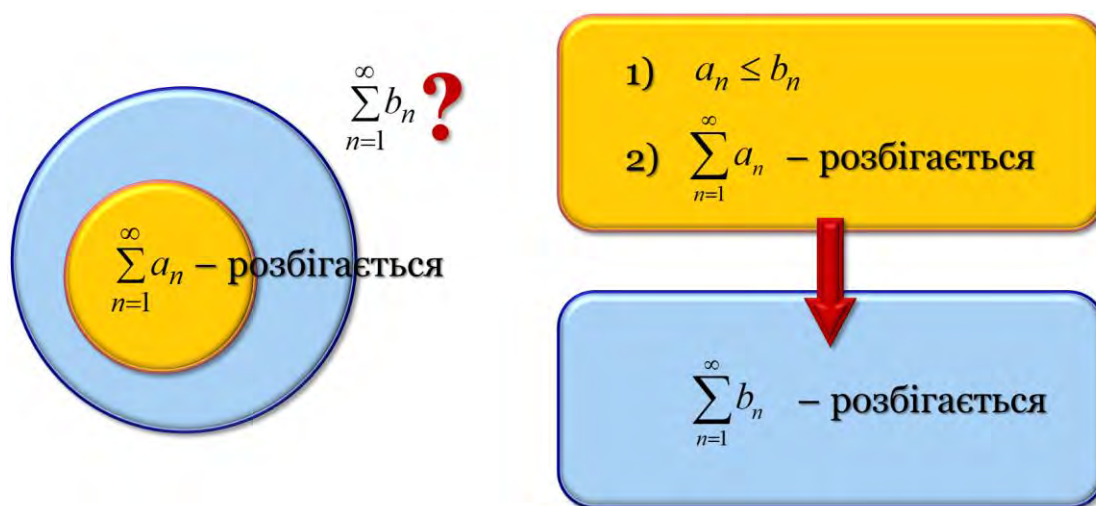 ∑_{n=1}^{∞} b_n ?
∑_{n=1}^{∞} a_n – розбігається
1) a_n ≤ b_n
2) ∑_{n=1}^{∞} a_n – розбігається
∑_{n=1}^{∞} b_n – розбігається